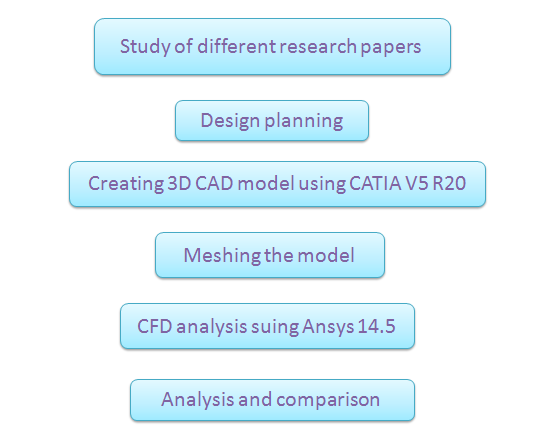 Study of different research papers
Design planning
Creating 3D CAD model using CATIA V5 R20
Meshing the model
CFD analysis suing Ansys 14.5
Analysis and comparison